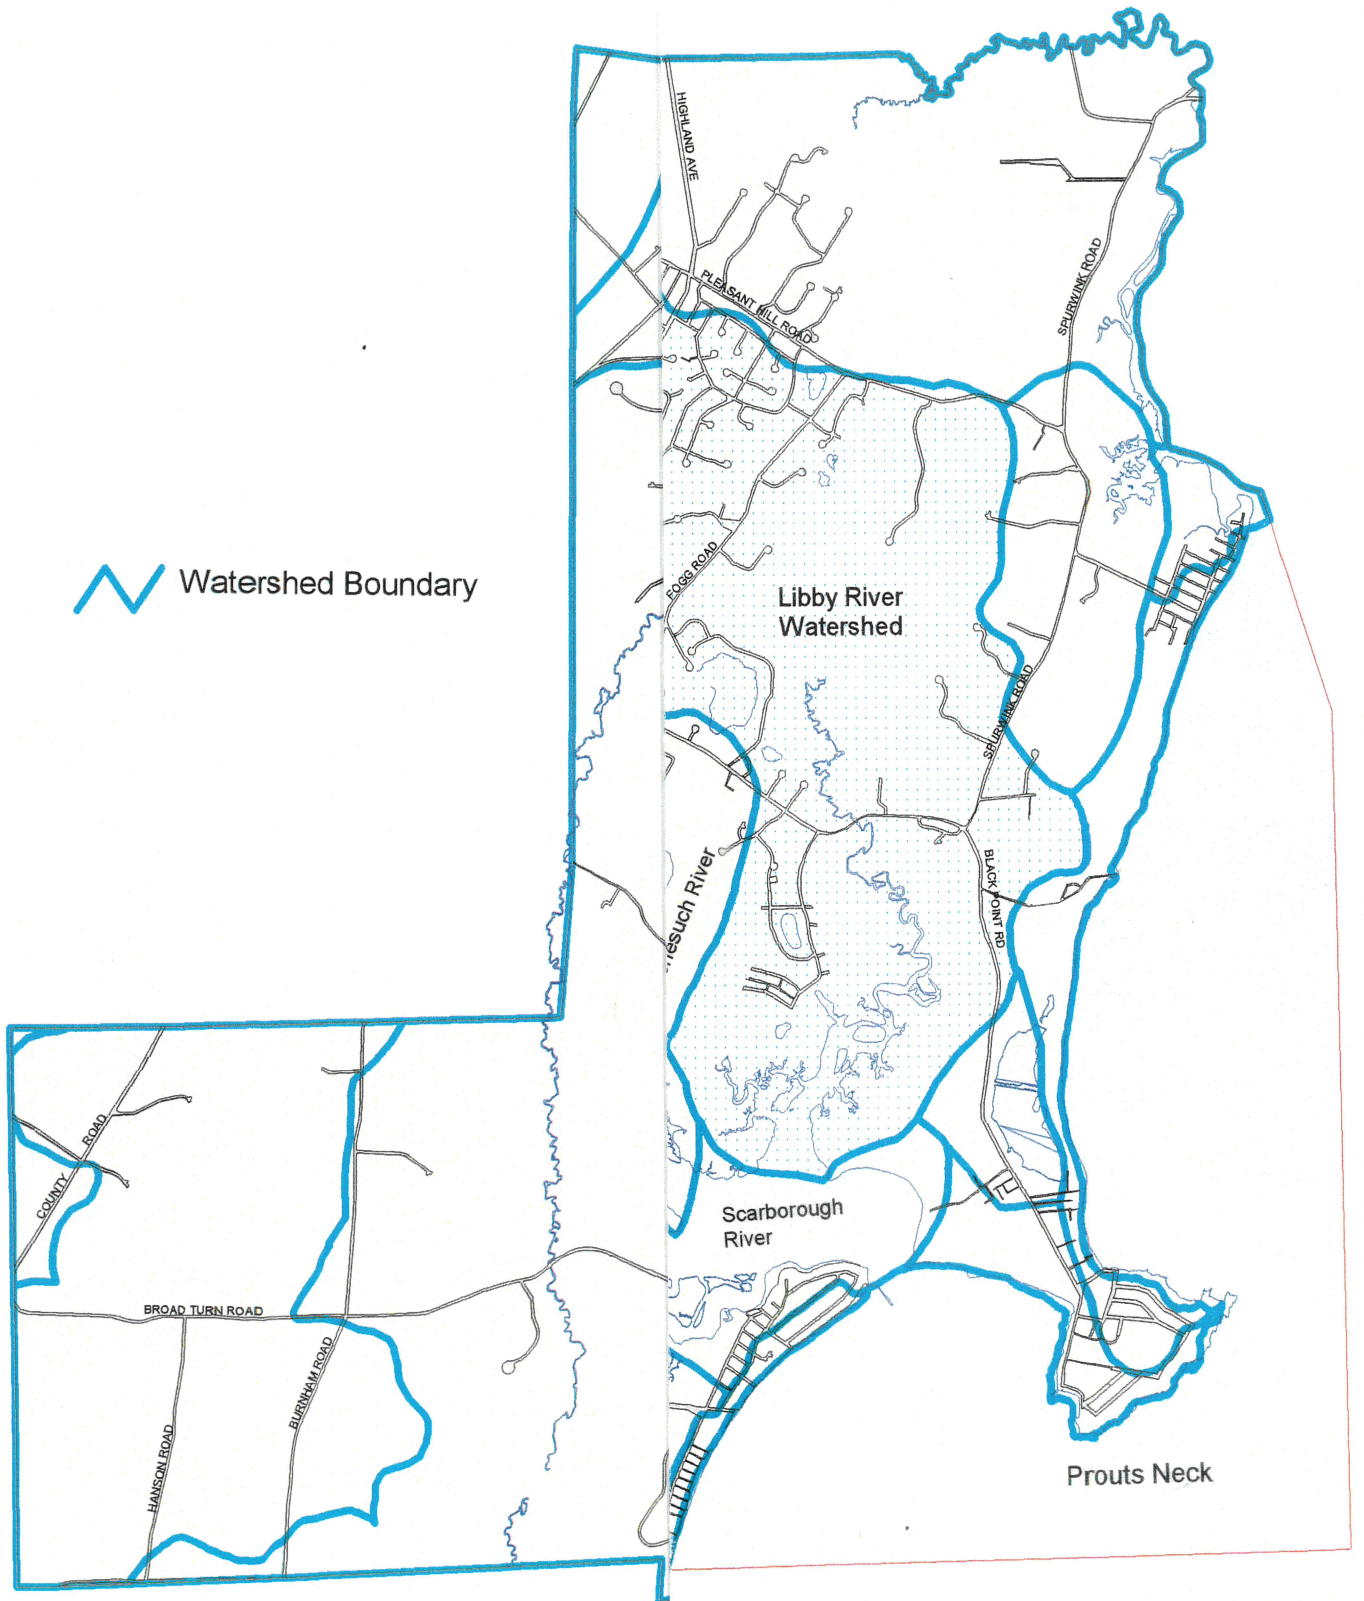 HIGHLAND AVE
PLEASANT HILL ROAD
SPURWINK ROAD
Watershed Boundary
FOGG ROAD
Libby River
Watershed
SPURWINK ROAD
BLACK POINT RD
nesuch River
COUNTY ROAD
Scarborough
River
BROAD TURN ROAD
BURNHAM ROAD
HANSON ROAD
Prouts Neck